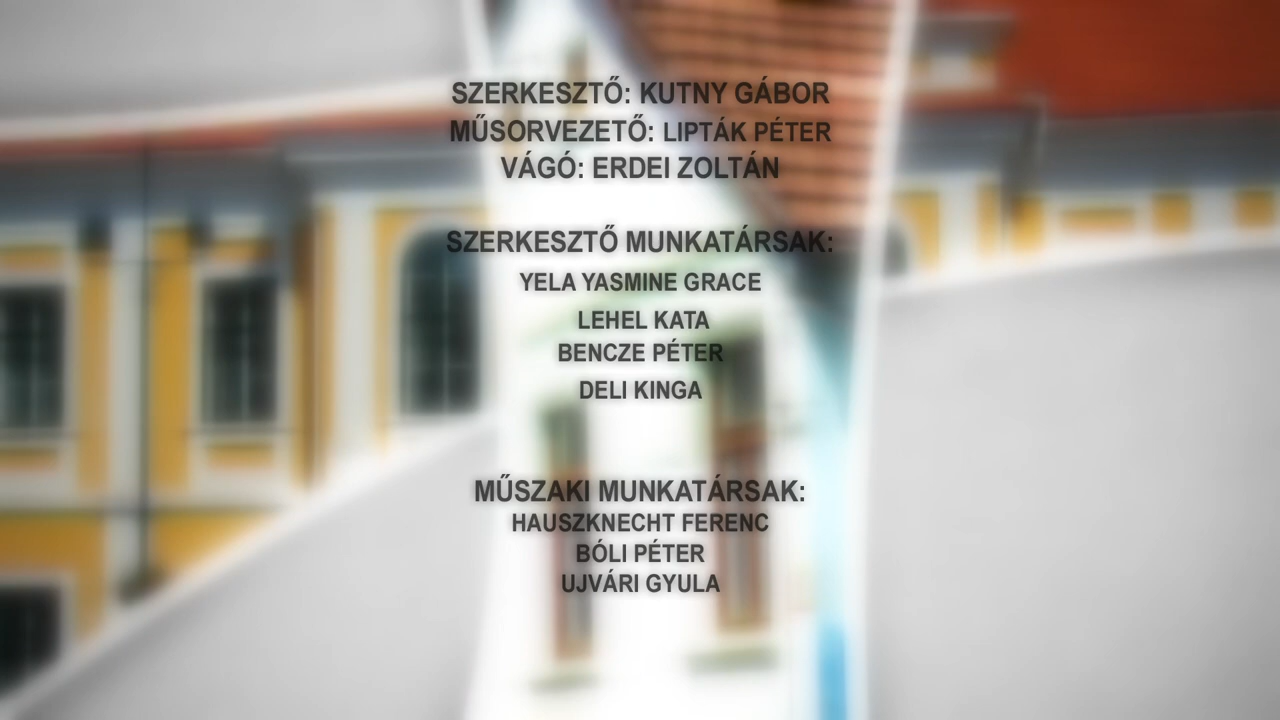 SZERKESZTŐ: KUTNY GÁBOR
MŰSORVEZETŐ: LIPTÁK PÉTER
VÁGÓ: ERDEI ZOLTÁN
SZERKESZTŐ MUNKATÁRSAK:
YELA YASMINE GRACE
LEHEL KATA
BENCZE PÉTER
DELI KINGA
MŰSZAKI MUNKATÁRSAK:
HAUSZKNECHT FERENC
BÓLI PÉTER
UJVÁRI GYULA